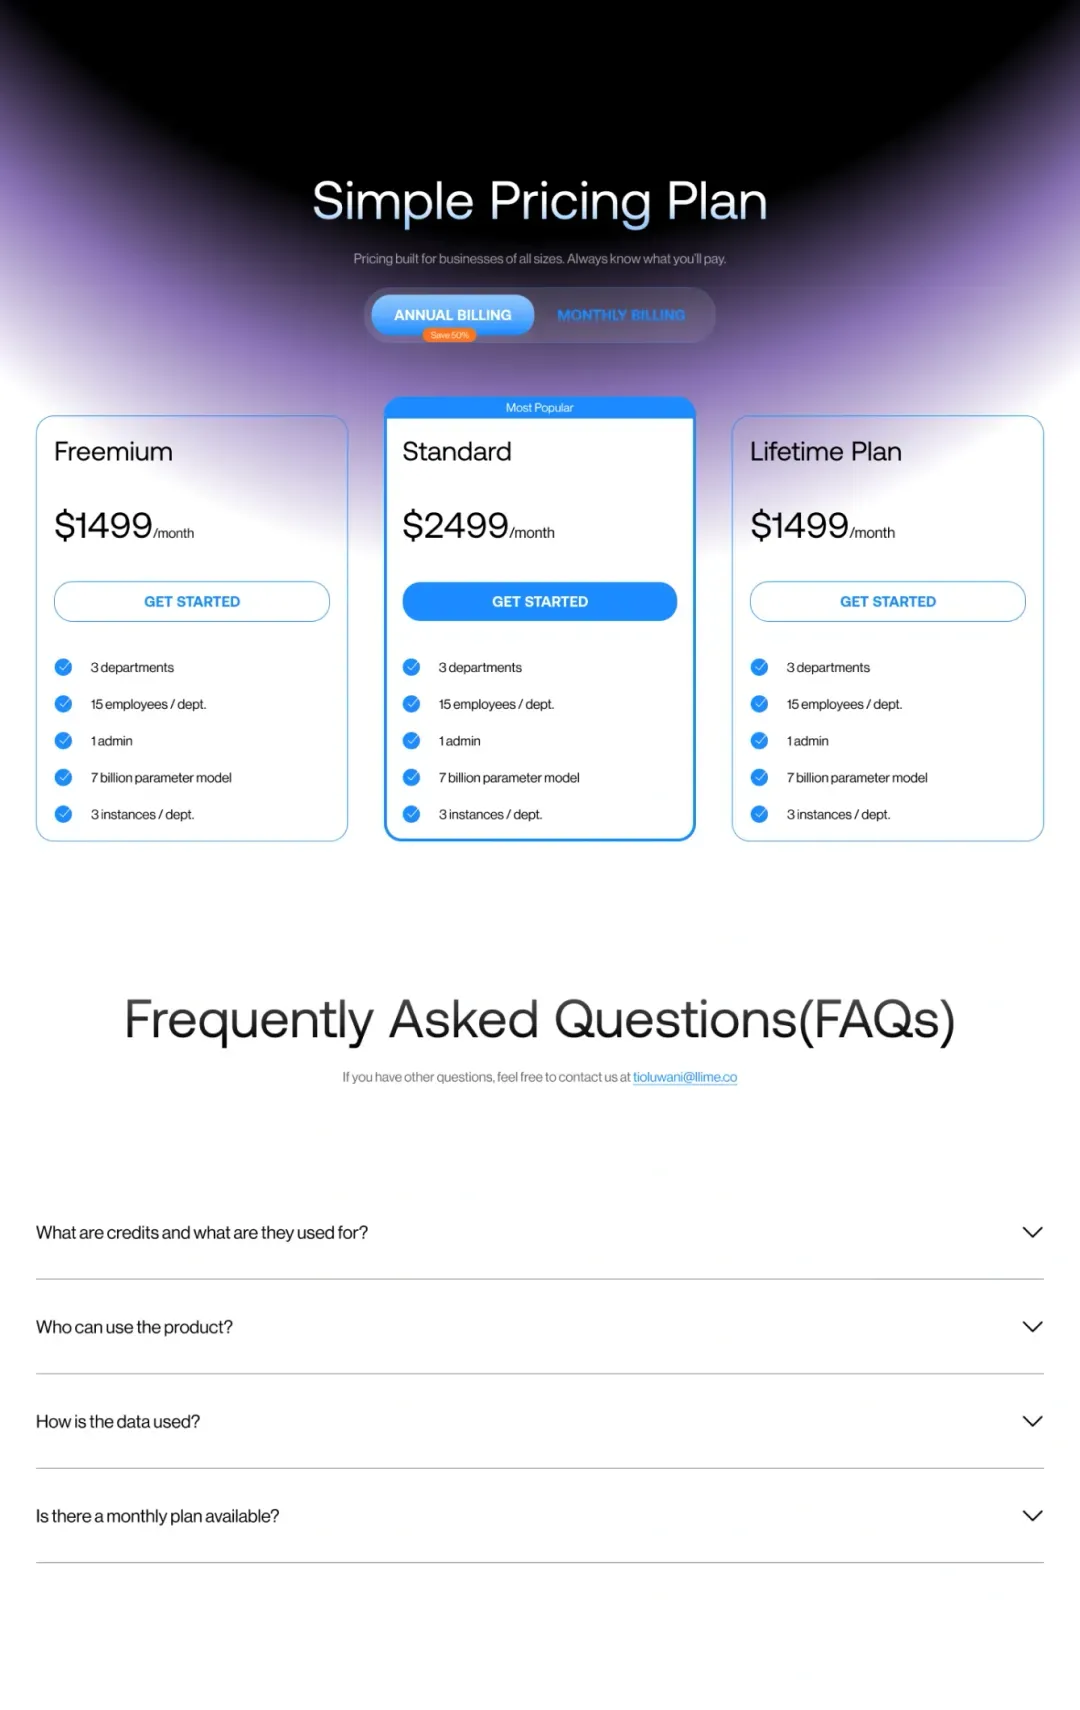 Simple Pricing Plan
Pricing built for businesses of all sizes. Always know what you'll pay.
ANNUAL BILLING
MONTHLY BILLING
Save 50%
Freemium
$1499/month
GET STARTED
3 departments
15 employees / dept.
1 admin
7 billion parameter model
3 instances / dept.
Most Popular
Standard
$2499/month
GET STARTED
3 departments
15 employees / dept.
1 admin
7 billion parameter model
3 instances / dept.
Lifetime Plan
$1499/month
GET STARTED
3 departments
15 employees / dept.
1 admin
7 billion parameter model
3 instances / dept.
Frequently Asked Questions(FAQs)
If you have other questions, feel free to contact us at tioluwani@llime.co
What are credits and what are they used for?
Who can use the product?
How is the data used?
Is there a monthly plan available?